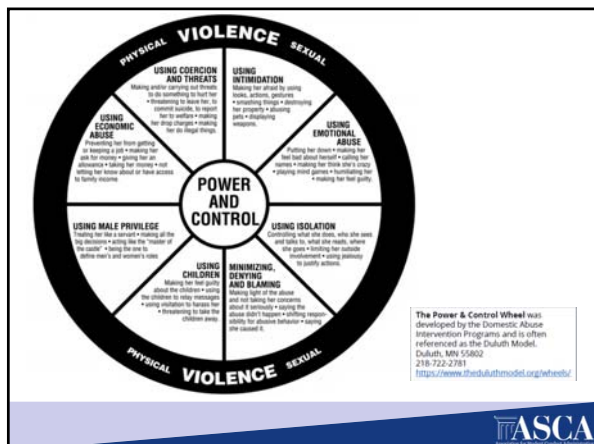 PHYSICAL VIOLENCE SEXUAL
USING COERCION
AND THREATS
Making and/or carrying out threats
to do something to hurt her
• threatening to leave her, to
commit suicide, to report
her to welfare • making
her drop charges • making
her do illegal things.
USING
INTIMIDATION
Making her afraid by using
looks, actions, gestures
• smashing things • destroying
her property • abusing
pets • displaying
weapons.
USING
ECONOMIC
ABUSE
Preventing her from getting
or keeping a job • making her
ask for money • giving her an
allowance • taking her money • not
letting her know about or have access
to family income
USING
EMOTIONAL
ABUSE
Putting her down • making her
feel bad about herself • calling her
names • making her think she's crazy
• playing mind games • humiliating her
• making her feel guilty.
POWER
AND
CONTROL
USING MALE PRIVILEGE
Treating her like a servant • making all the
big decisions • acting like the "master of
the castle" • being the one to
define men's and women's roles
USING ISOLATION
Controlling what she does, who she sees
and talks to, what she reads, where
she goes • limiting her outside
involvement • using jealousy
to justify actions.
USING
CHILDREN
Making her feel guilty
about the children • using
the children to relay messages
• using visitation to harass her
• threatening to take the
children away.
MINIMIZING,
DENYING
AND BLAMING
Making light of the abuse
and not taking her concerns
about it seriously • saying the
abuse didn't happen • shifting respon-
sibility for abusive behavior • saying
she caused it.
PHYSICAL VIOLENCE SEXUAL
The Power & Control Wheel was
developed by the Domestic Abuse
Intervention Programs and is often
referenced as the Duluth Model.
Duluth, MN 55802
218-722-2781
https://www.theduluthmodel.org/wheels/
ASCA